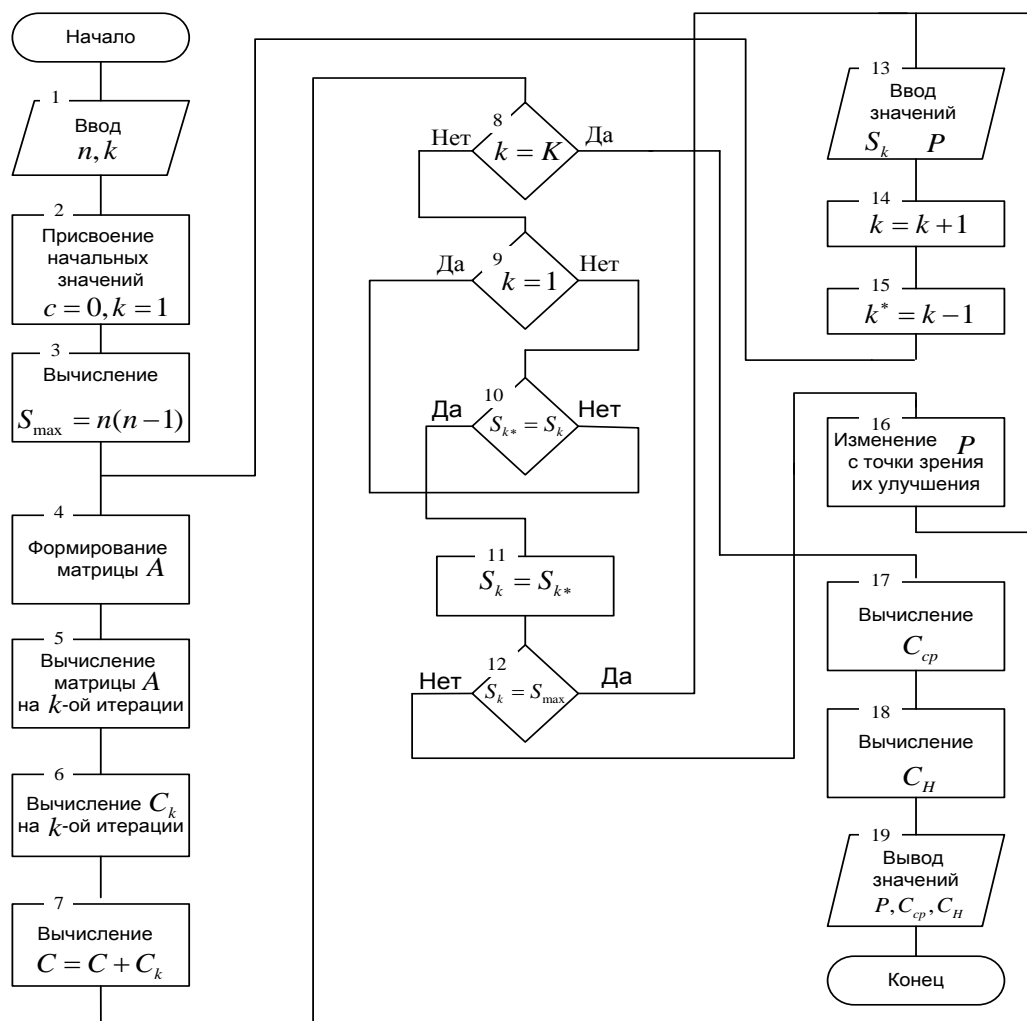 Начало
1
Ввод
n, k
2
Присвоение
начальных
значений
c = 0, k = 1
3
Вычисление
S_max = n(n−1)
4
Формирование
матрицы A
5
Вычисление
матрицы A
на k-ой итерации
6
Вычисление C_k
на k-ой итерации
7
Вычисление
C = C + C_k
8
Нет
Да
k = K
9
Да
Нет
k = 1
10
Да
Нет
S_k* = S_k
11
S_k = S_k*
12
Нет
Да
S_k = S_max
13
Ввод
значений
S_k P
14
k = k + 1
15
k* = k − 1
16
Изменение P
с точки зрения
их улучшения
17
Вычисление
C_cp
18
Вычисление
C_H
19
Вывод
значений
P, C_cp, C_H
Конец